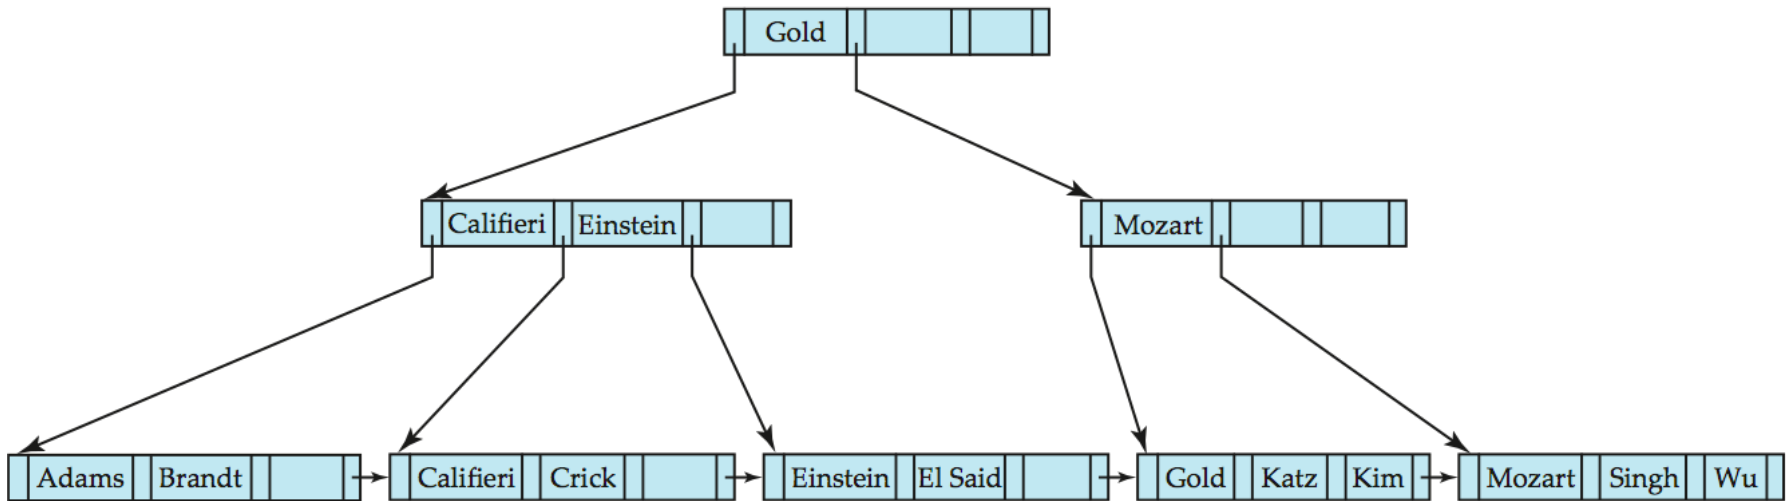 Gold
Califieri Einstein
Mozart
Adams Brandt
Califieri Crick
Einstein El Said
Gold Katz Kim
Mozart Singh Wu